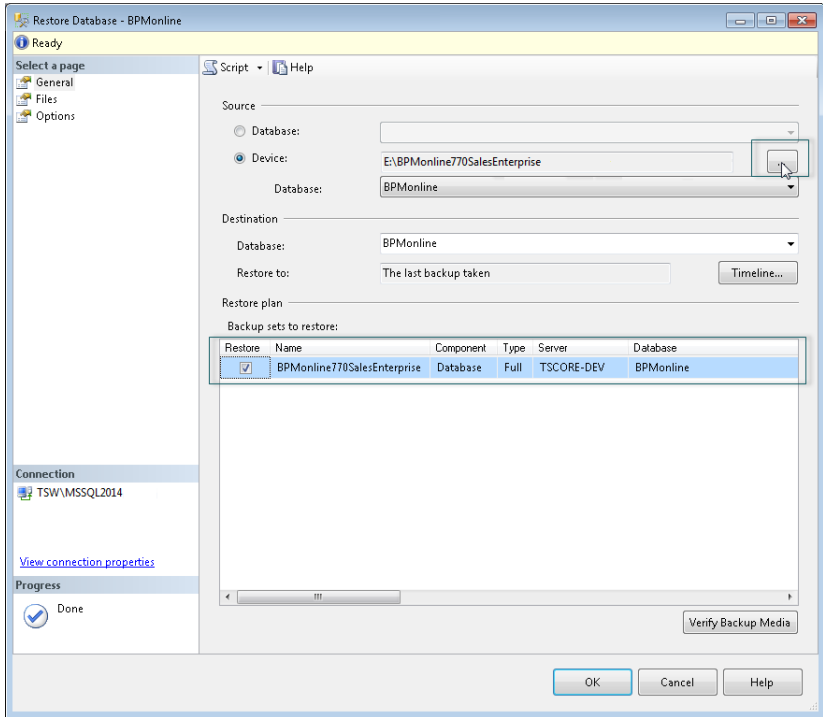 Restore Database - BPMonline
Ready
Select a page
General
Files
Options
Script Help
Source
Database:
Device: E:\BPMonline770SalesEnterprise ...
Database: BPMonline
Destination
Database: BPMonline
Restore to: The last backup taken Timeline...
Restore plan
Backup sets to restore:
Restore Name Component Type Server Database
BPMonline770SalesEnterprise Database Full TSCORE-DEV BPMonline
Connection
TSW\MSSQL2014
View connection properties
Progress
Done
Verify Backup Media
OK Cancel Help